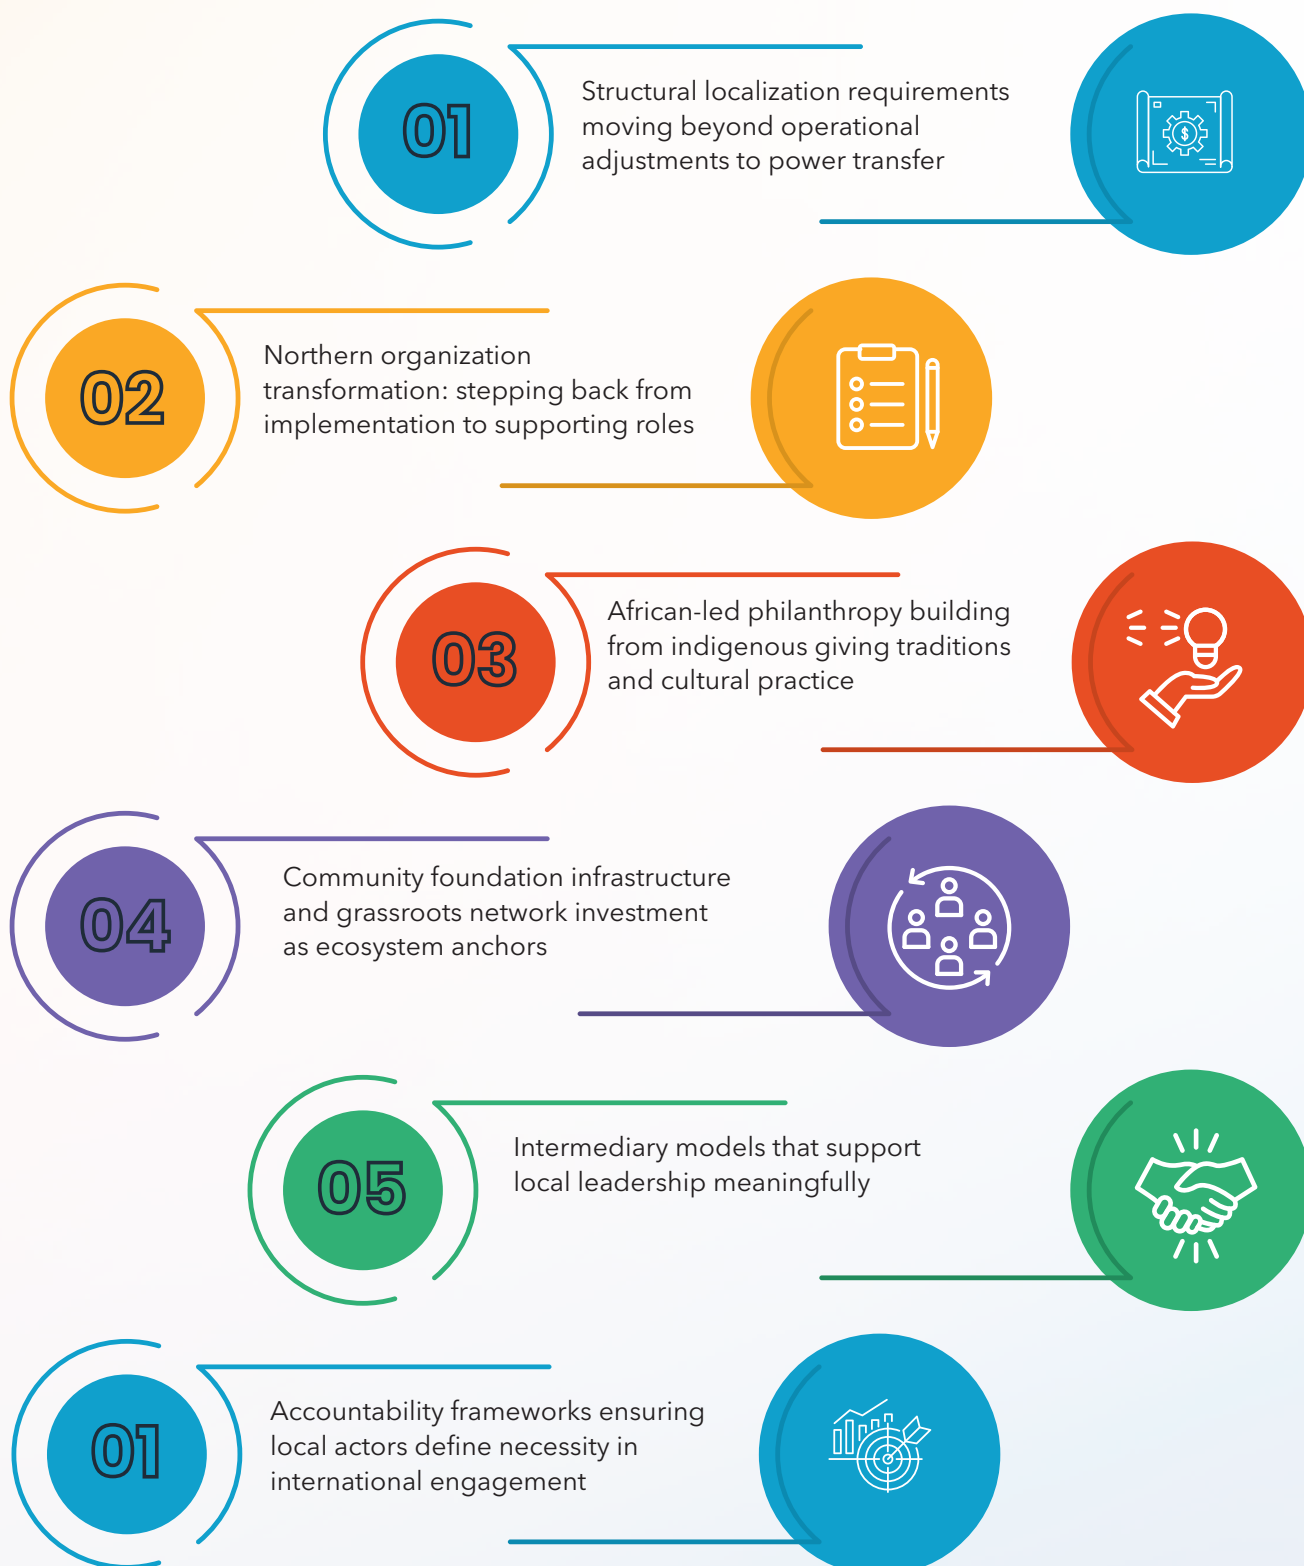 01
Structural localization requirements
moving beyond operational
adjustments to power transfer
$
02
Northern organization
transformation: stepping back from
implementation to supporting roles
03
African-led philanthropy building
from indigenous giving traditions
and cultural practice
04
Community foundation infrastructure
and grassroots network investment
as ecosystem anchors
05
Intermediary models that support
local leadership meaningfully
01
Accountability frameworks ensuring
local actors define necessity in
international engagement